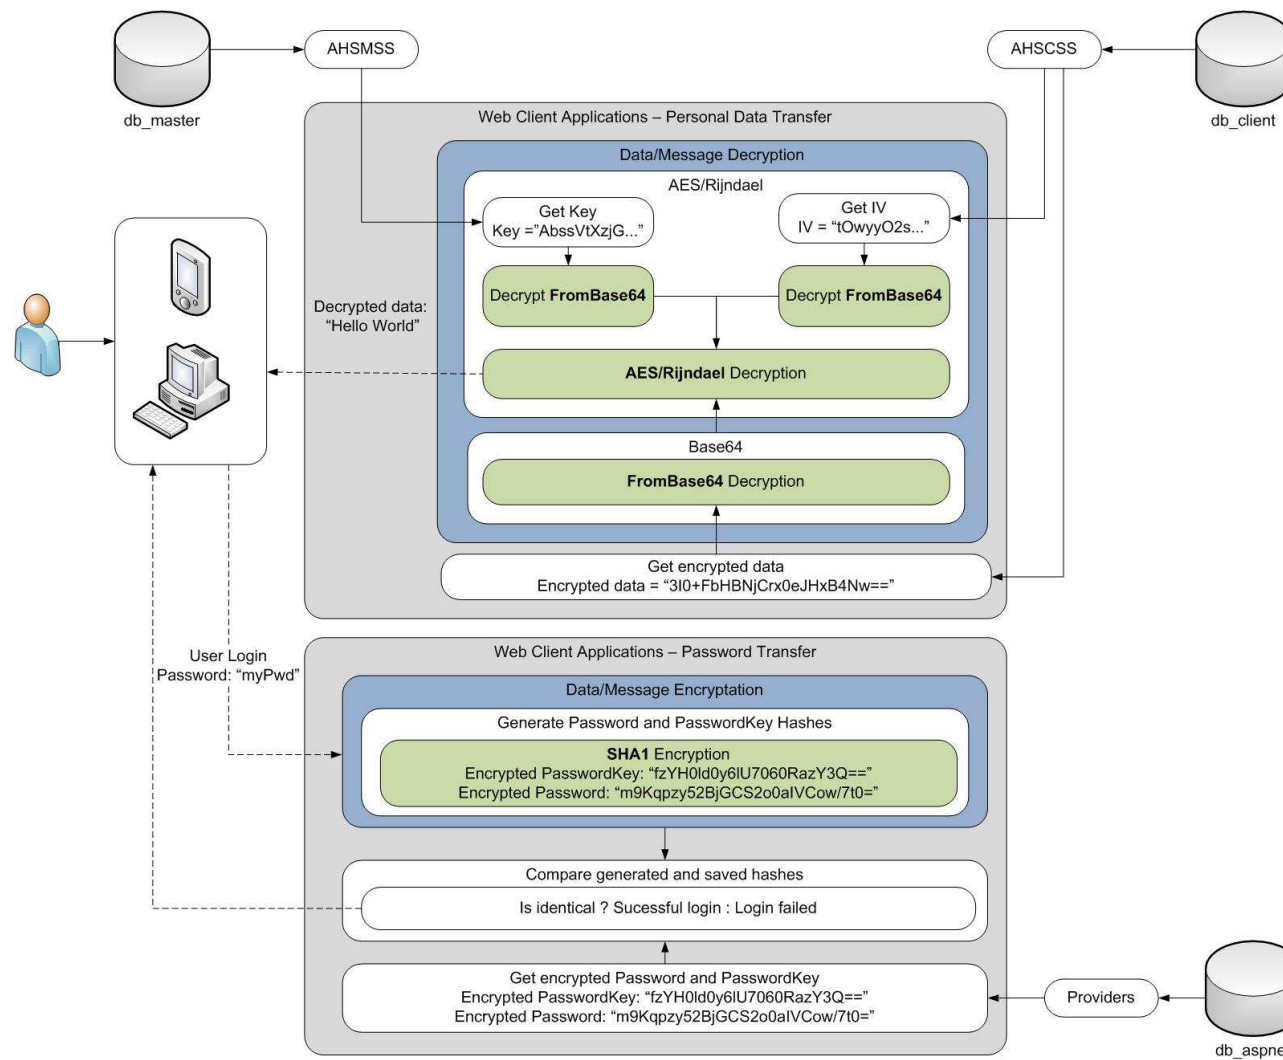 AHSMSS
AHSCSS
db_master
db_client
Web Client Applications – Personal Data Transfer
Data/Message Decryption
AES/Rijndael
Get Key
Key ="AbssVtXzjG...”
Get IV
IV = “tOwyyO2s...”
Decrypt FromBase64
Decrypt FromBase64
Decrypted data:
“Hello World”
AES/Rijndael Decryption
Base64
FromBase64 Decryption
Get encrypted data
Encrypted data = “3I0+FbHBNjCrx0eJHxB4Nw==”
User Login
Password: “myPwd”
Web Client Applications – Password Transfer
Data/Message Encryptation
Generate Password and PasswordKey Hashes
SHA1 Encryption
Encrypted PasswordKey: “fzYH0ld0y6lU7060RazY3Q==”
Encrypted Password: “m9Kqpzy52BjGCS2o0aIVCow/7t0=”
Compare generated and saved hashes
Is identical ? Sucessful login : Login failed
Get encrypted Password and PasswordKey
Encrypted PasswordKey: “fzYH0ld0y6lU7060RazY3Q==”
Encrypted Password: “m9Kqpzy52BjGCS2o0aIVCow/7t0=”
Providers
db_aspne